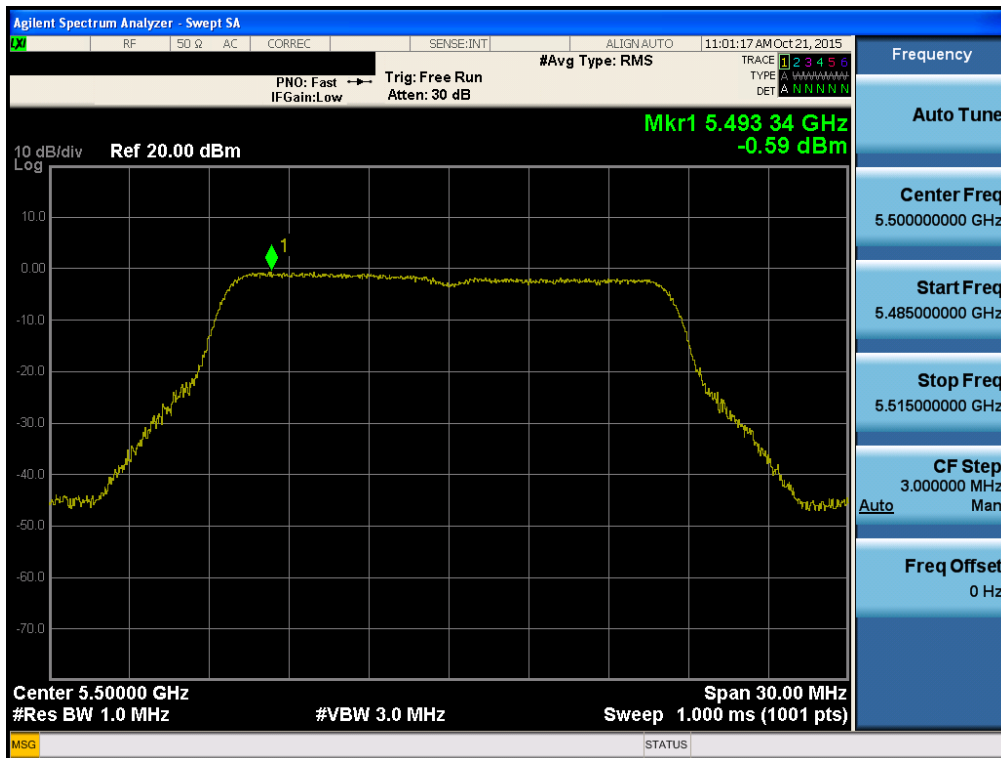 Agilent Spectrum Analyzer - Swept SA
LXI RF 50 Ω AC CORREC SENSE:INT ALIGN AUTO 11:01:17 AM Oct 21, 2015
#Avg Type: RMS TRACE 1 2 3 4 5 6
PNO: Fast Trig: Free Run TYPE A WWWWW
IFGain:Low Atten: 30 dB DET A N N N N N
Mkr1 5.493 34 GHz
-0.59 dBm
10 dB/div Ref 20.00 dBm
Log
1
10.0
0.00
-10.0
-20.0
-30.0
-40.0
-50.0
-60.0
-70.0
Center 5.50000 GHz Span 30.00 MHz
#Res BW 1.0 MHz #VBW 3.0 MHz Sweep 1.000 ms (1001 pts)
MSG STATUS
Frequency
Auto Tune
Center Freq
5.500000000 GHz
Start Freq
5.485000000 GHz
Stop Freq
5.515000000 GHz
CF Step
3.000000 MHz
Auto Man
Freq Offset
0 Hz